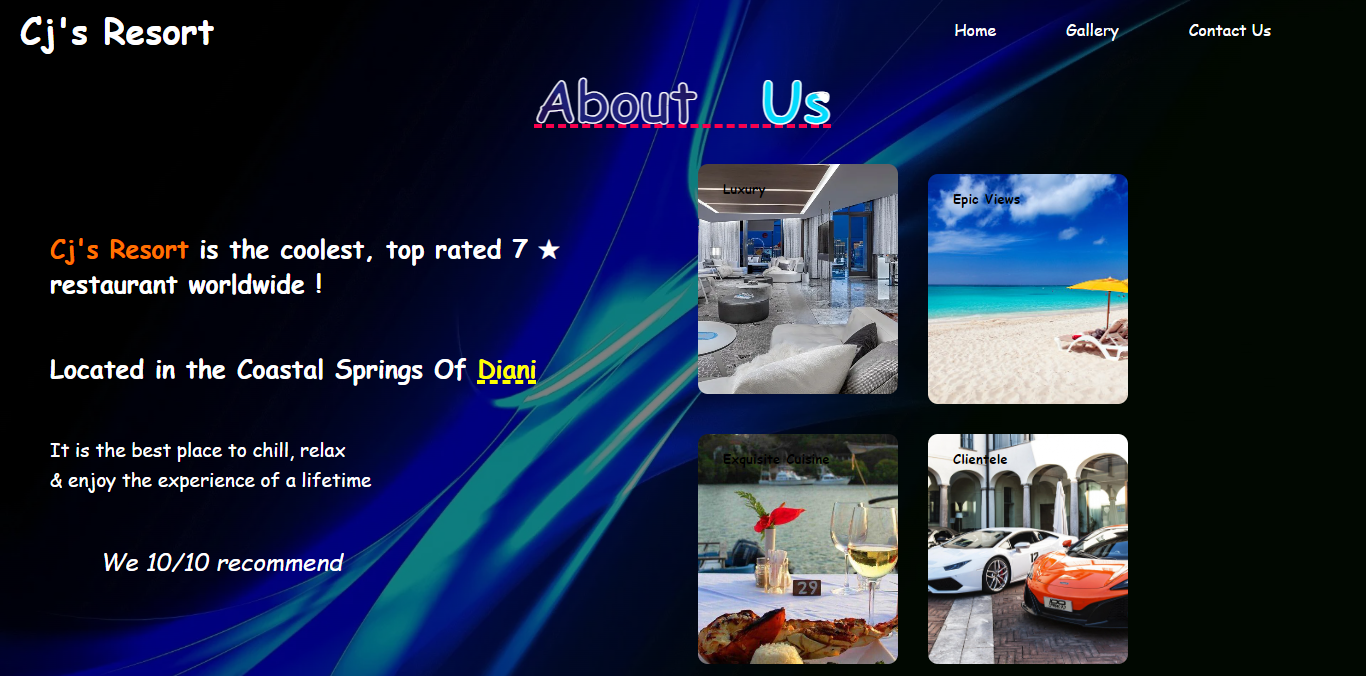 Cj's Resort
Home Gallery Contact Us
About Us
Cj's Resort is the coolest, top rated 7 ★
restaurant worldwide !
Located in the Coastal Springs Of Diani
It is the best place to chill, relax
& enjoy the experience of a lifetime
We 10/10 recommend
Luxury
Epic Views
Exquisite Cuisine
29
Clientele